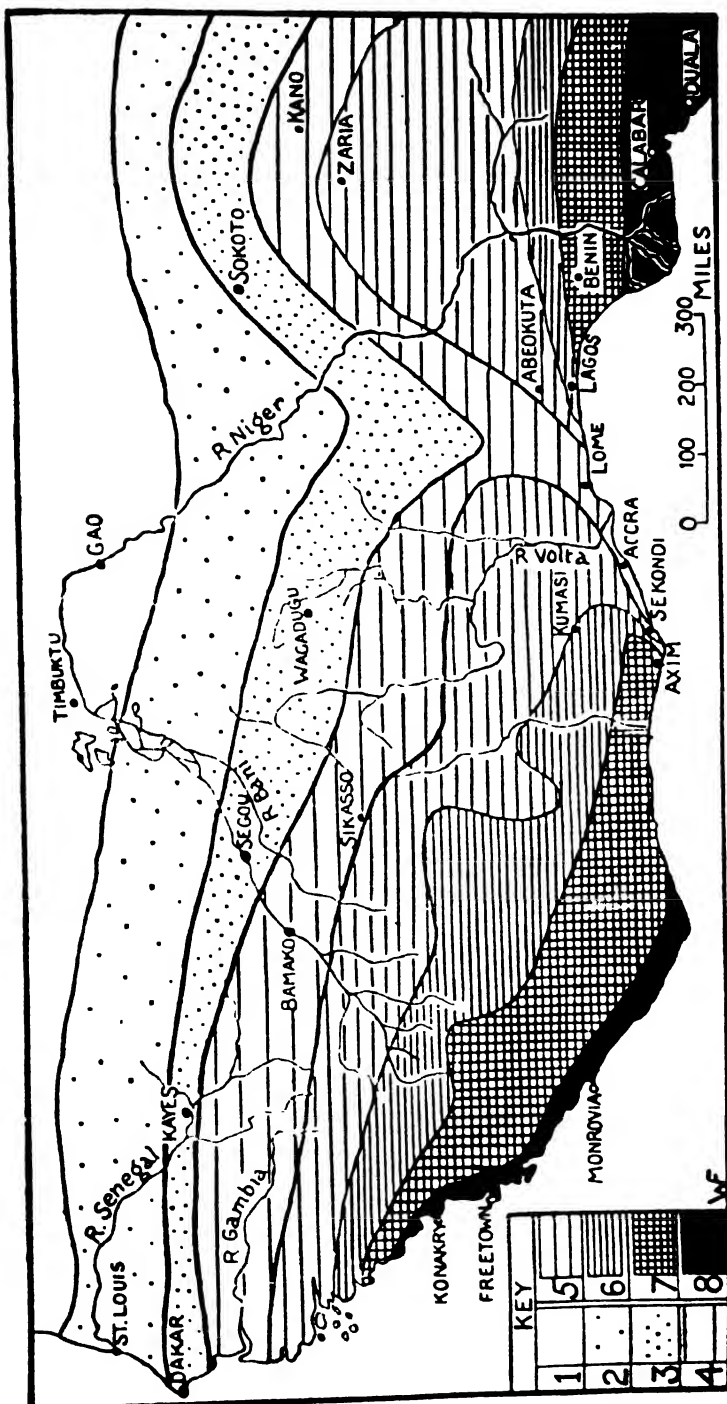 TIMBUKTU
GAO
ST. LOUIS
R. Senegal
KAYES
DAKAR
R Gambia
R Niger
SEGOU
R Bani
BAMAKO
WAGADUGU
SOKOTO
KANO
ZARIA
SIKASSO
R Volta
KUMASI
ABEOKUTA
LAGOS
BENIN
LOME
ACCRA
SEKONDI
AXIM
CALABAR
DUALA
KONAKRY
FREETOWN
MONROVIA
0 100 200 300
MILES
KEY
1 5
2 6
3 7
4 8